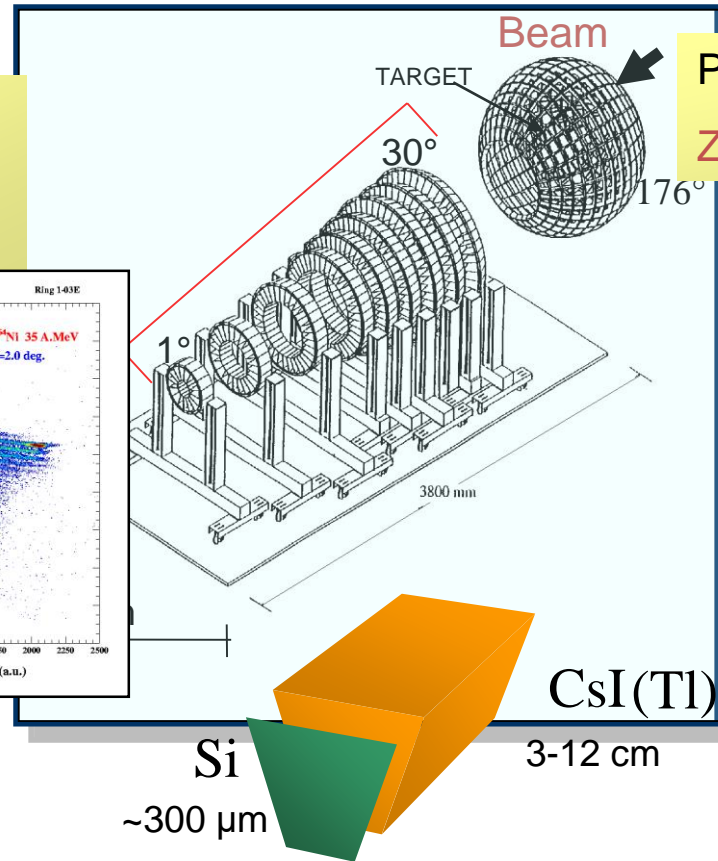 Beam
TARGET
P
Z
30°
176°
Ring 1-03E
Ni 35 A.MeV
=2.0 deg.
1°
3800 mm
2000 2250 2500
(a.u.)
CsI(Tl)
3-12 cm
Si
~300 µm